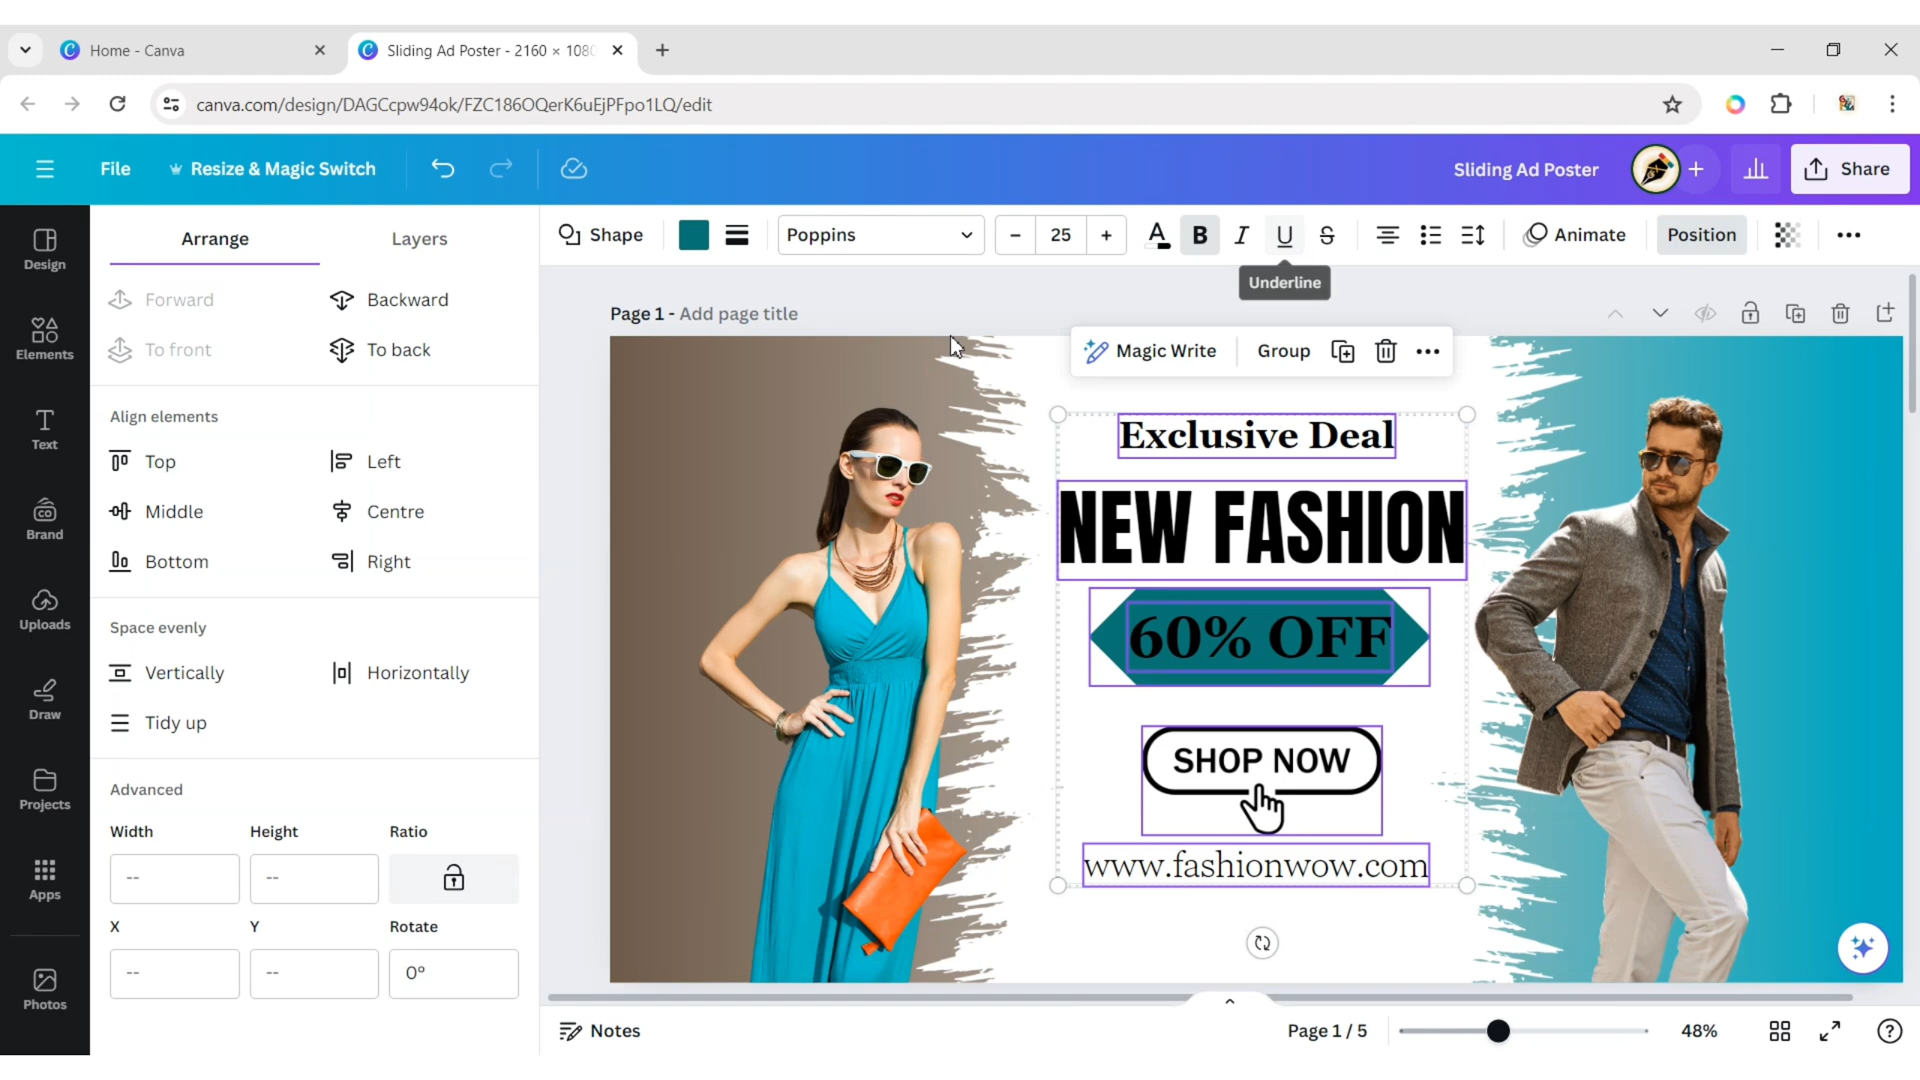 Home - Canva
Sliding Ad Poster - 2160 × 1080
canva.com/design/DAGCcpw94ok/FZC186OQerK6uEjPFpo1LQ/edit
File
Resize & Magic Switch
Sliding Ad Poster
Share
Design
Elements
Text
Brand
Uploads
Draw
Projects
Apps
Photos
Arrange
Layers
Forward
Backward
To front
To back
Align elements
Top
Left
Middle
Centre
Bottom
Right
Space evenly
Vertically
Horizontally
Tidy up
Advanced
Width
Height
Ratio
--
--
X
Y
Rotate
--
--
0°
Shape
Poppins
– 25 +
A B I U S
Animate
Position
Underline
Page 1 - Add page title
Magic Write
Group
Exclusive Deal
NEW FASHION
60% OFF
SHOP NOW
www.fashionwow.com
Notes
Page 1 / 5
48%